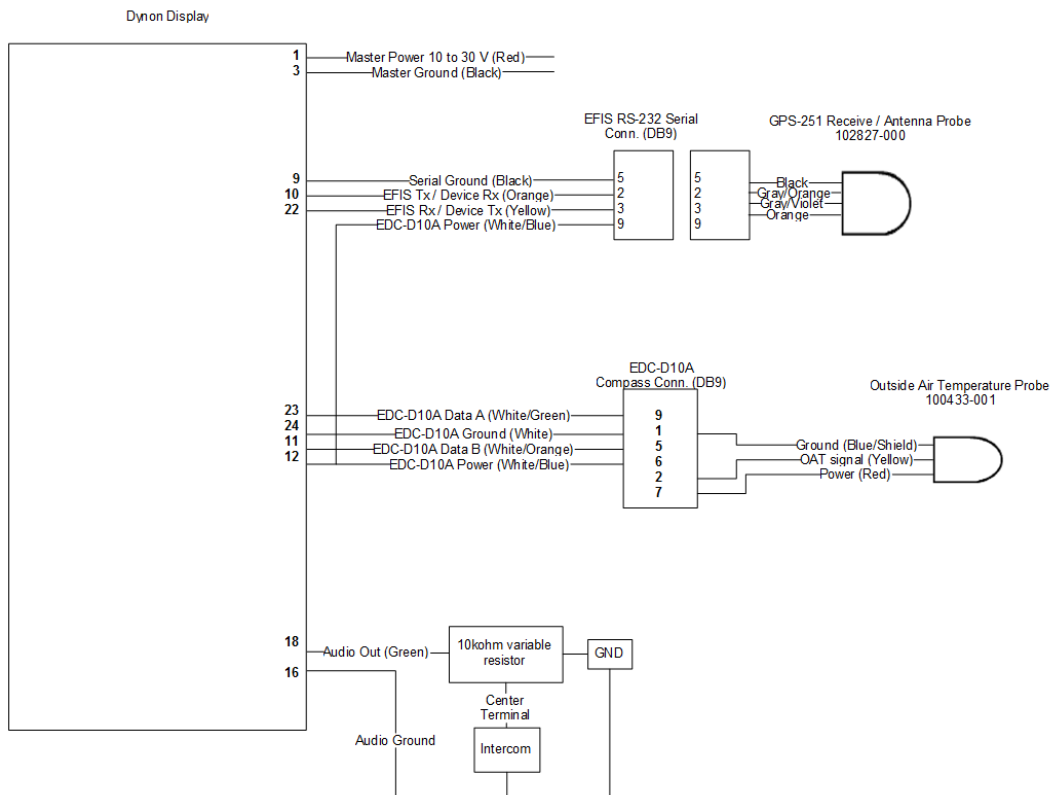 Dynon Display
1
Master Power 10 to 30 V (Red)
3
Master Ground (Black)
EFIS RS-232 Serial
Conn. (DB9)
GPS-251 Receive / Antenna Probe
102827-000
9
Serial Ground (Black)
5
5
Black
10
EFIS Tx / Device Rx (Orange)
2
2
Gray/Orange
22
EFIS Rx / Device Tx (Yellow)
3
3
Gray/Violet
EDC-D10A Power (White/Blue)
9
9
Orange
EDC-D10A
Compass Conn. (DB9)
Outside Air Temperature Probe
100433-001
23
EDC-D10A Data A (White/Green)
9
24
EDC-D10A Ground (White)
1
Ground (Blue/Shield)
11
EDC-D10A Data B (White/Orange)
5
OAT signal (Yellow)
12
EDC-D10A Power (White/Blue)
6
Power (Red)
2
7
18
Audio Out (Green)
10kohm variable
resistor
GND
16
Center
Terminal
Audio Ground
Intercom